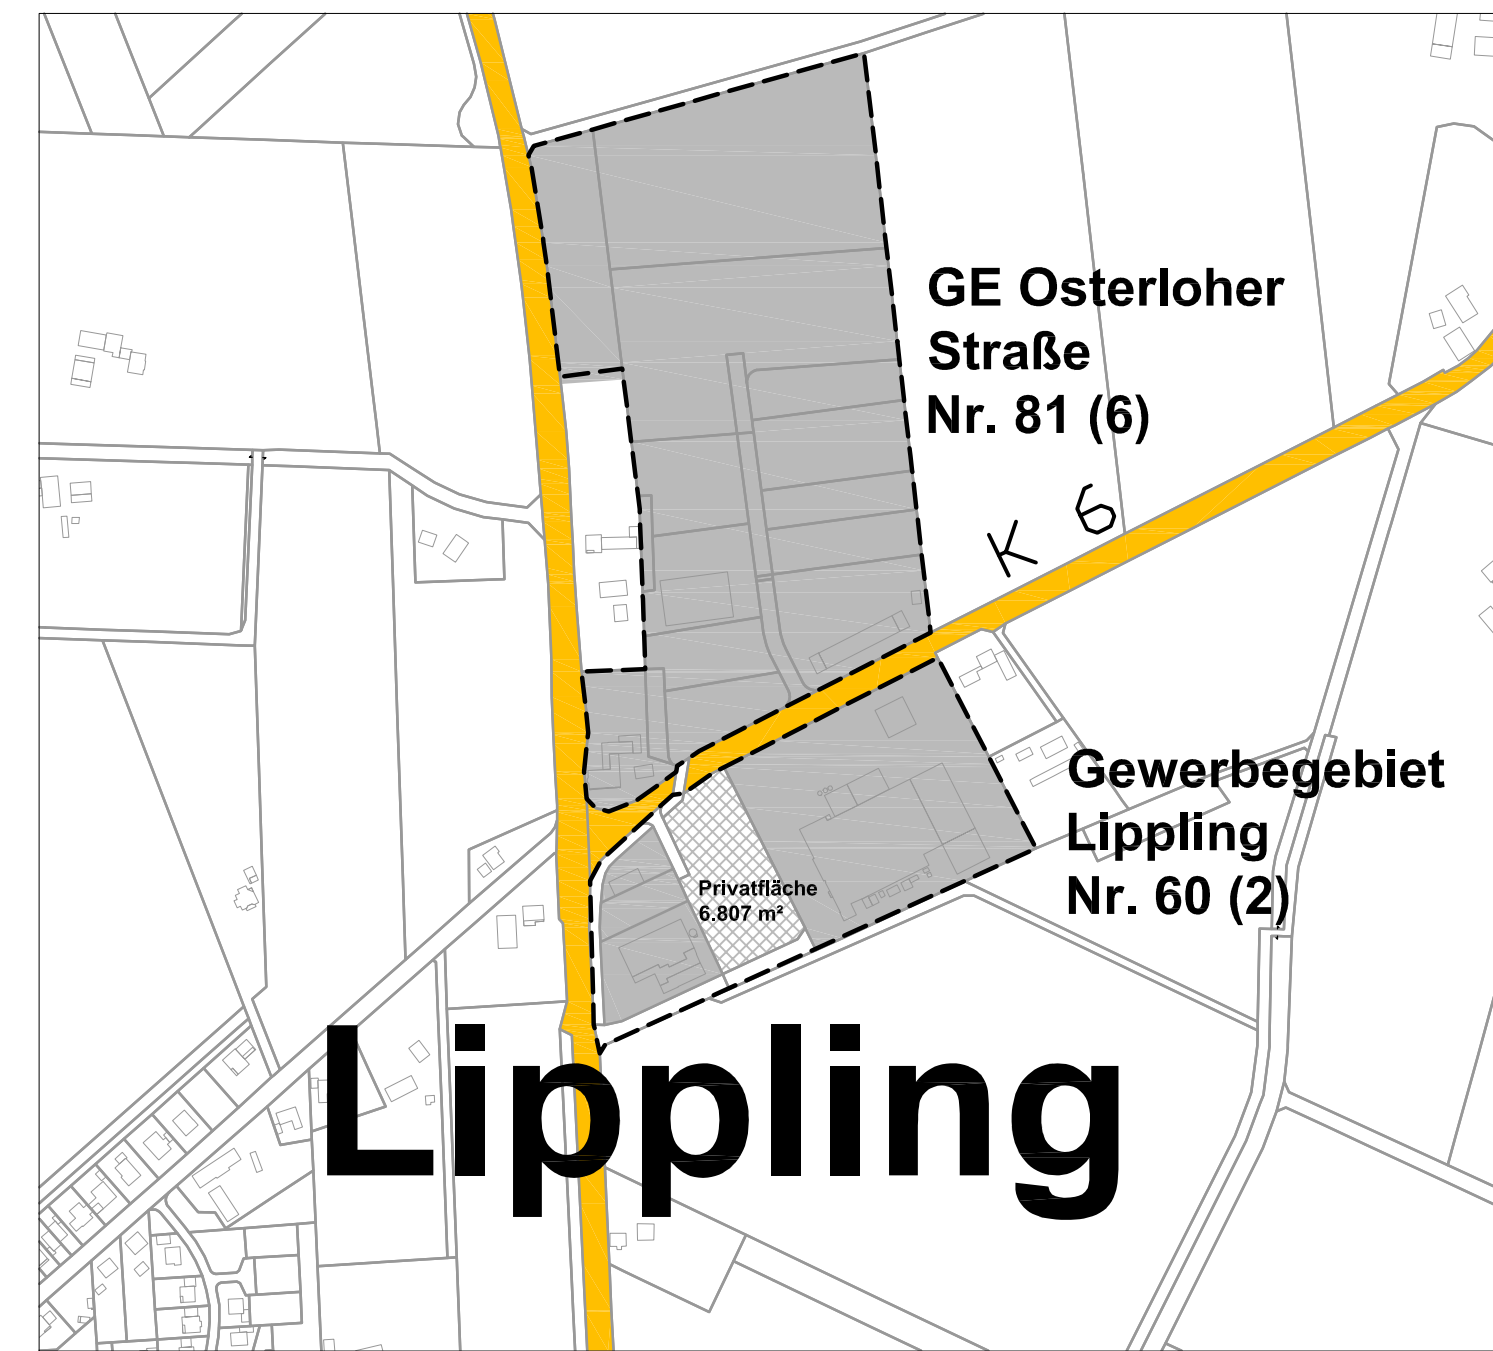 GE Osterloher
Straße
Nr. 81 (6)
K 6
Gewerbegebiet
Lippling
Nr. 60 (2)
Privatfläche
6.807 m²
Lippling